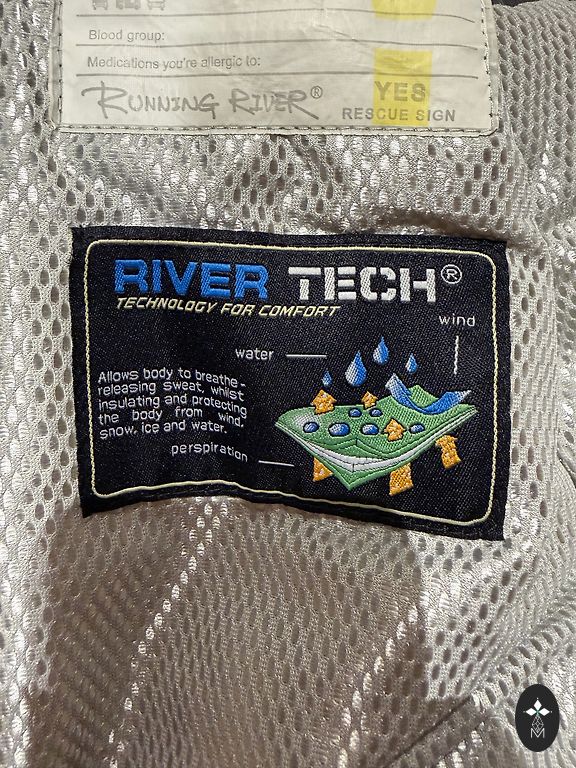 Blood group:
Medications you're allergic to:
RUNNING RIVER®
YES
RESCUE SIGN
RIVER TECH®
TECHNOLOGY FOR COMFORT
wind
water
Allows body to breathe-
releasing sweat, whilst
insulating and protecting
the body from wind,
snow, ice and water.
perspiration
M